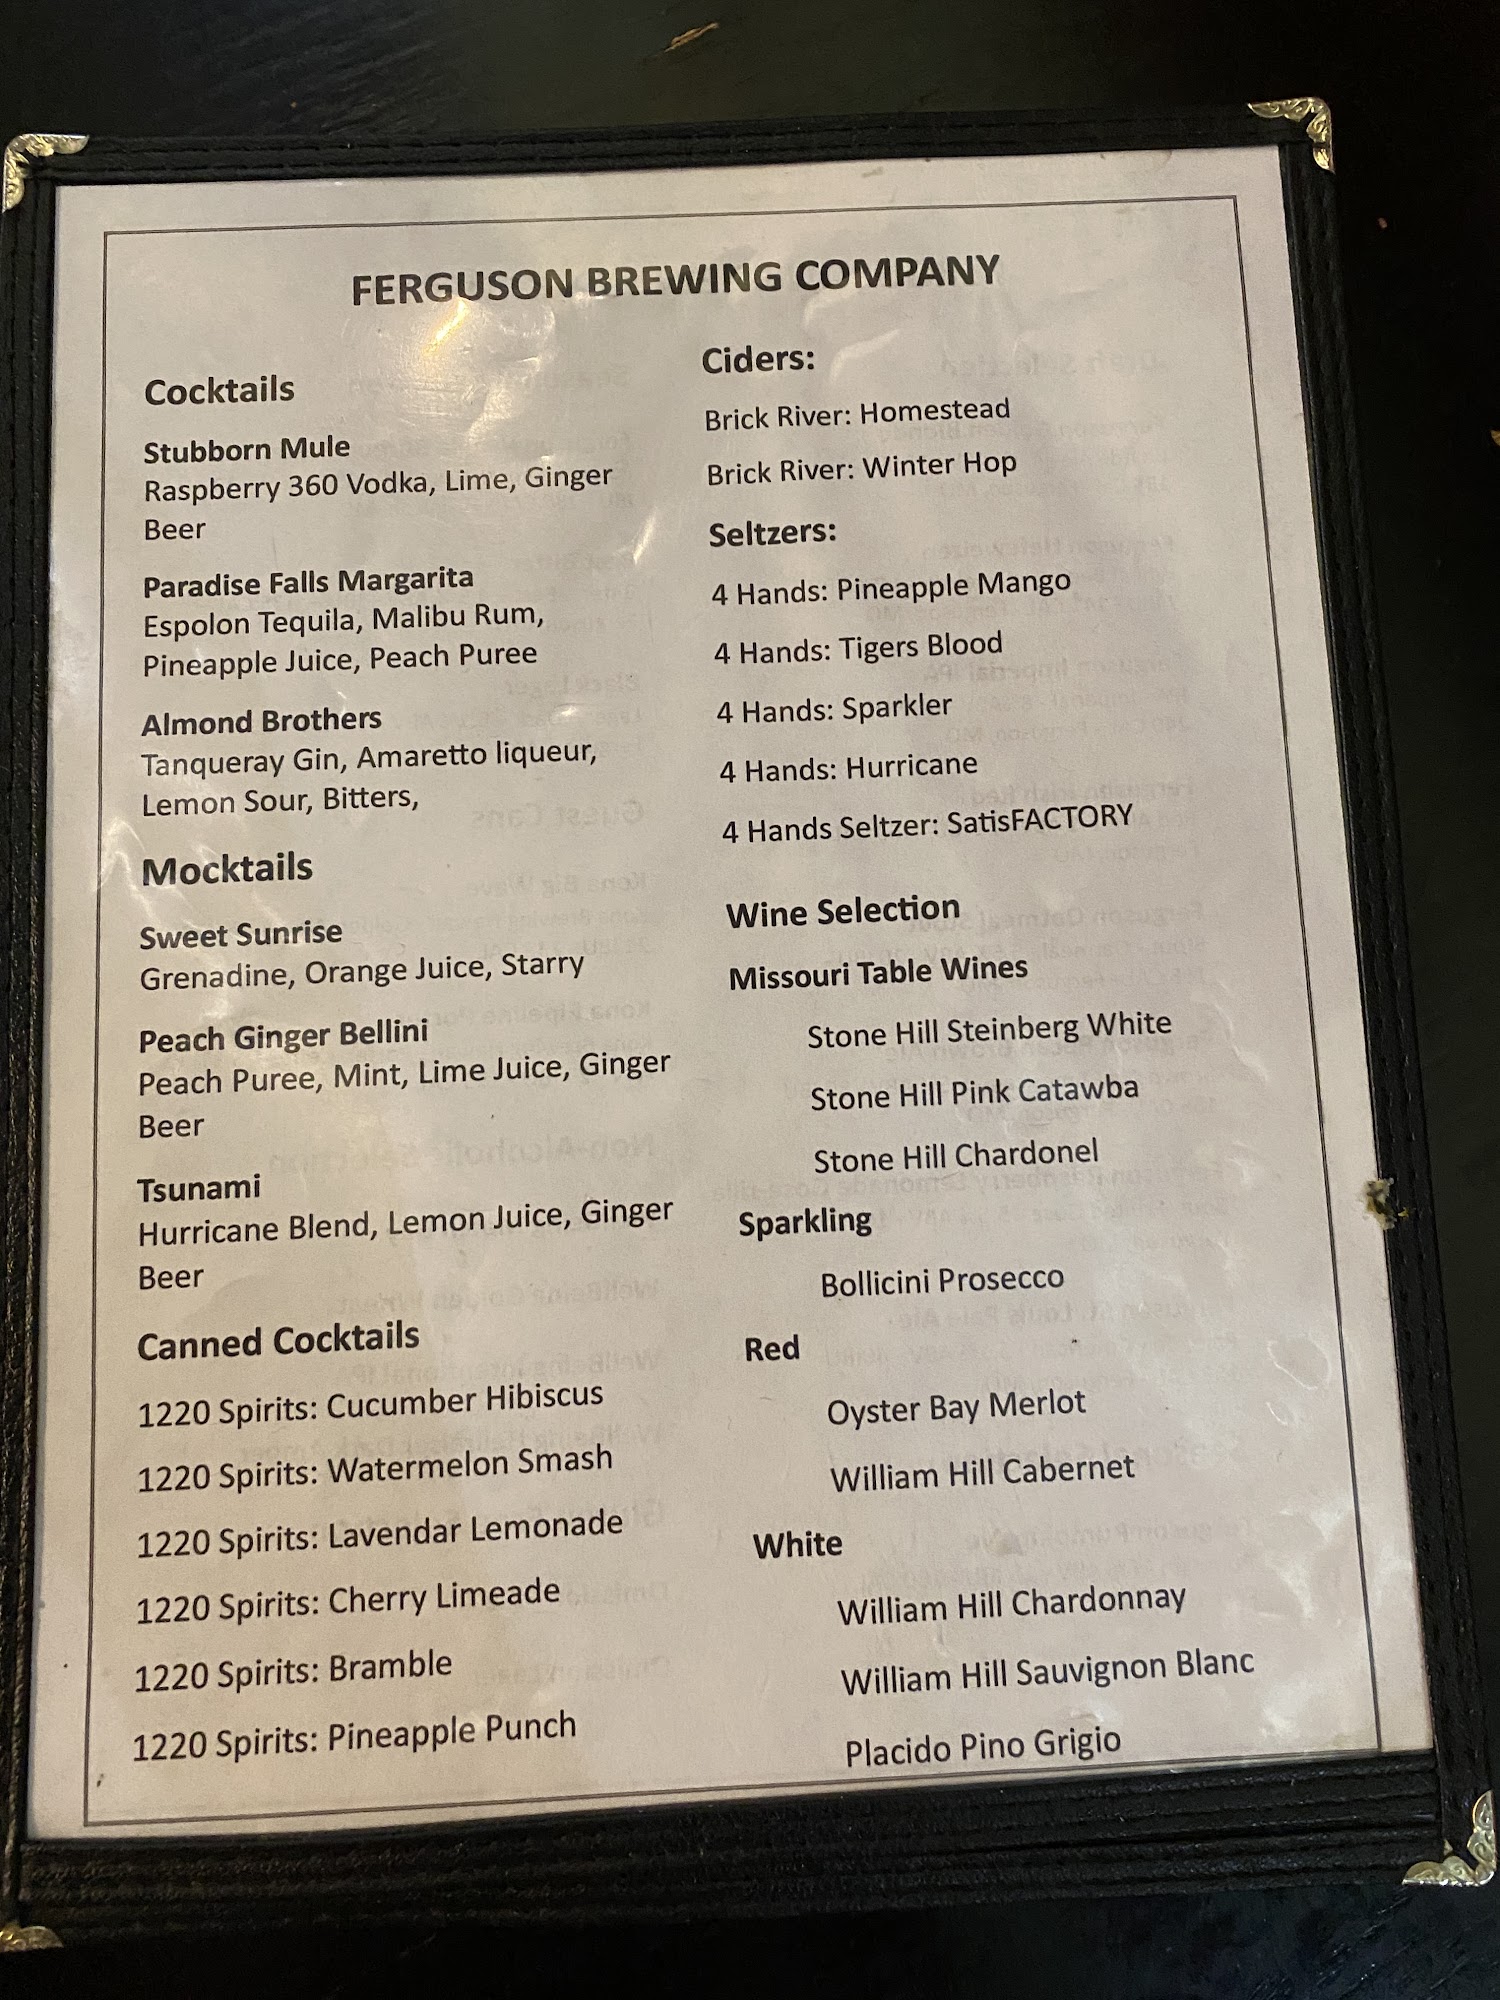 FERGUSON BREWING COMPANY
Cocktails
Stubborn Mule
Raspberry 360 Vodka, Lime, Ginger
Beer
Paradise Falls Margarita
Espolon Tequila, Malibu Rum,
Pineapple Juice, Peach Puree
Almond Brothers
Tanqueray Gin, Amaretto liqueur,
Lemon Sour, Bitters,
Mocktails
Sweet Sunrise
Grenadine, Orange Juice, Starry
Peach Ginger Bellini
Peach Puree, Mint, Lime Juice, Ginger
Beer
Tsunami
Hurricane Blend, Lemon Juice, Ginger
Beer
Canned Cocktails
1220 Spirits: Cucumber Hibiscus
1220 Spirits: Watermelon Smash
1220 Spirits: Lavendar Lemonade
1220 Spirits: Cherry Limeade
1220 Spirits: Bramble
1220 Spirits: Pineapple Punch
Ciders:
Brick River: Homestead
Brick River: Winter Hop
Seltzers:
4 Hands: Pineapple Mango
4 Hands: Tigers Blood
4 Hands: Sparkler
4 Hands: Hurricane
4 Hands Seltzer: SatisFACTORY
Wine Selection
Missouri Table Wines
Stone Hill Steinberg White
Stone Hill Pink Catawba
Stone Hill Chardonel
Sparkling
Bollicini Prosecco
Red
Oyster Bay Merlot
William Hill Cabernet
White
William Hill Chardonnay
William Hill Sauvignon Blanc
Placido Pino Grigio